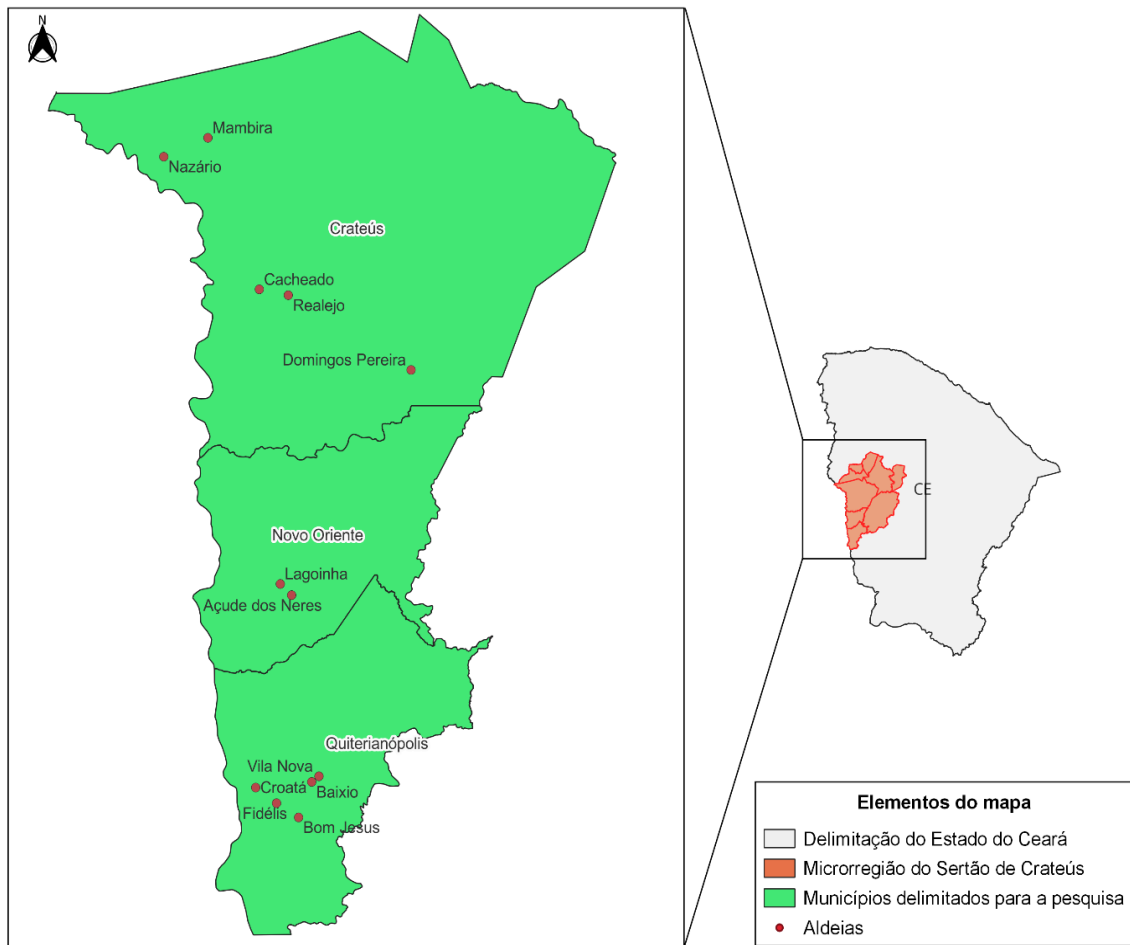 N
Mambira
Nazário
Crateús
Cacheado
Realejo
Domingos Pereira
Novo Oriente
Lagoinha
Açude dos Neres
Quiterianópolis
Vila Nova
Croatá
Baixio
Fidélis
Bom Jesus
CE
Elementos do mapa
Delimitação do Estado do Ceará
Microrregião do Sertão de Crateús
Municípios delimitados para a pesquisa
Aldeias